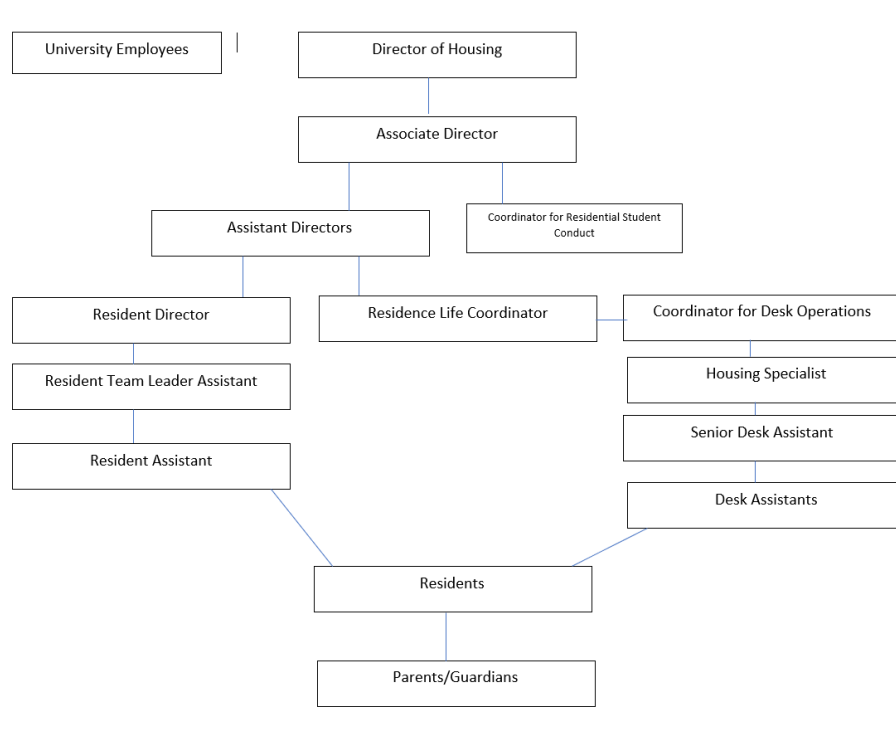 University Employees
Director of Housing
Associate Director
Assistant Directors
Coordinator for Residential Student
Conduct
Resident Director
Residence Life Coordinator
Coordinator for Desk Operations
Resident Team Leader Assistant
Housing Specialist
Senior Desk Assistant
Resident Assistant
Desk Assistants
Residents
Parents/Guardians